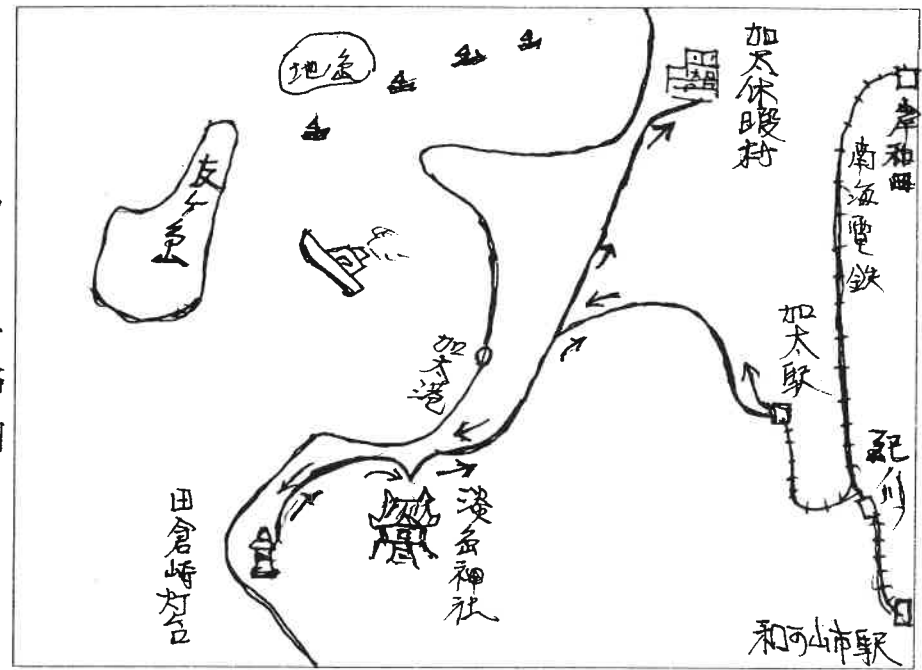 地島
友ヶ島
加太休暇村
岸和田
南海電鉄
加太駅
加太港
紀ノ川
淡島神社
田倉崎灯台
和可山市駅